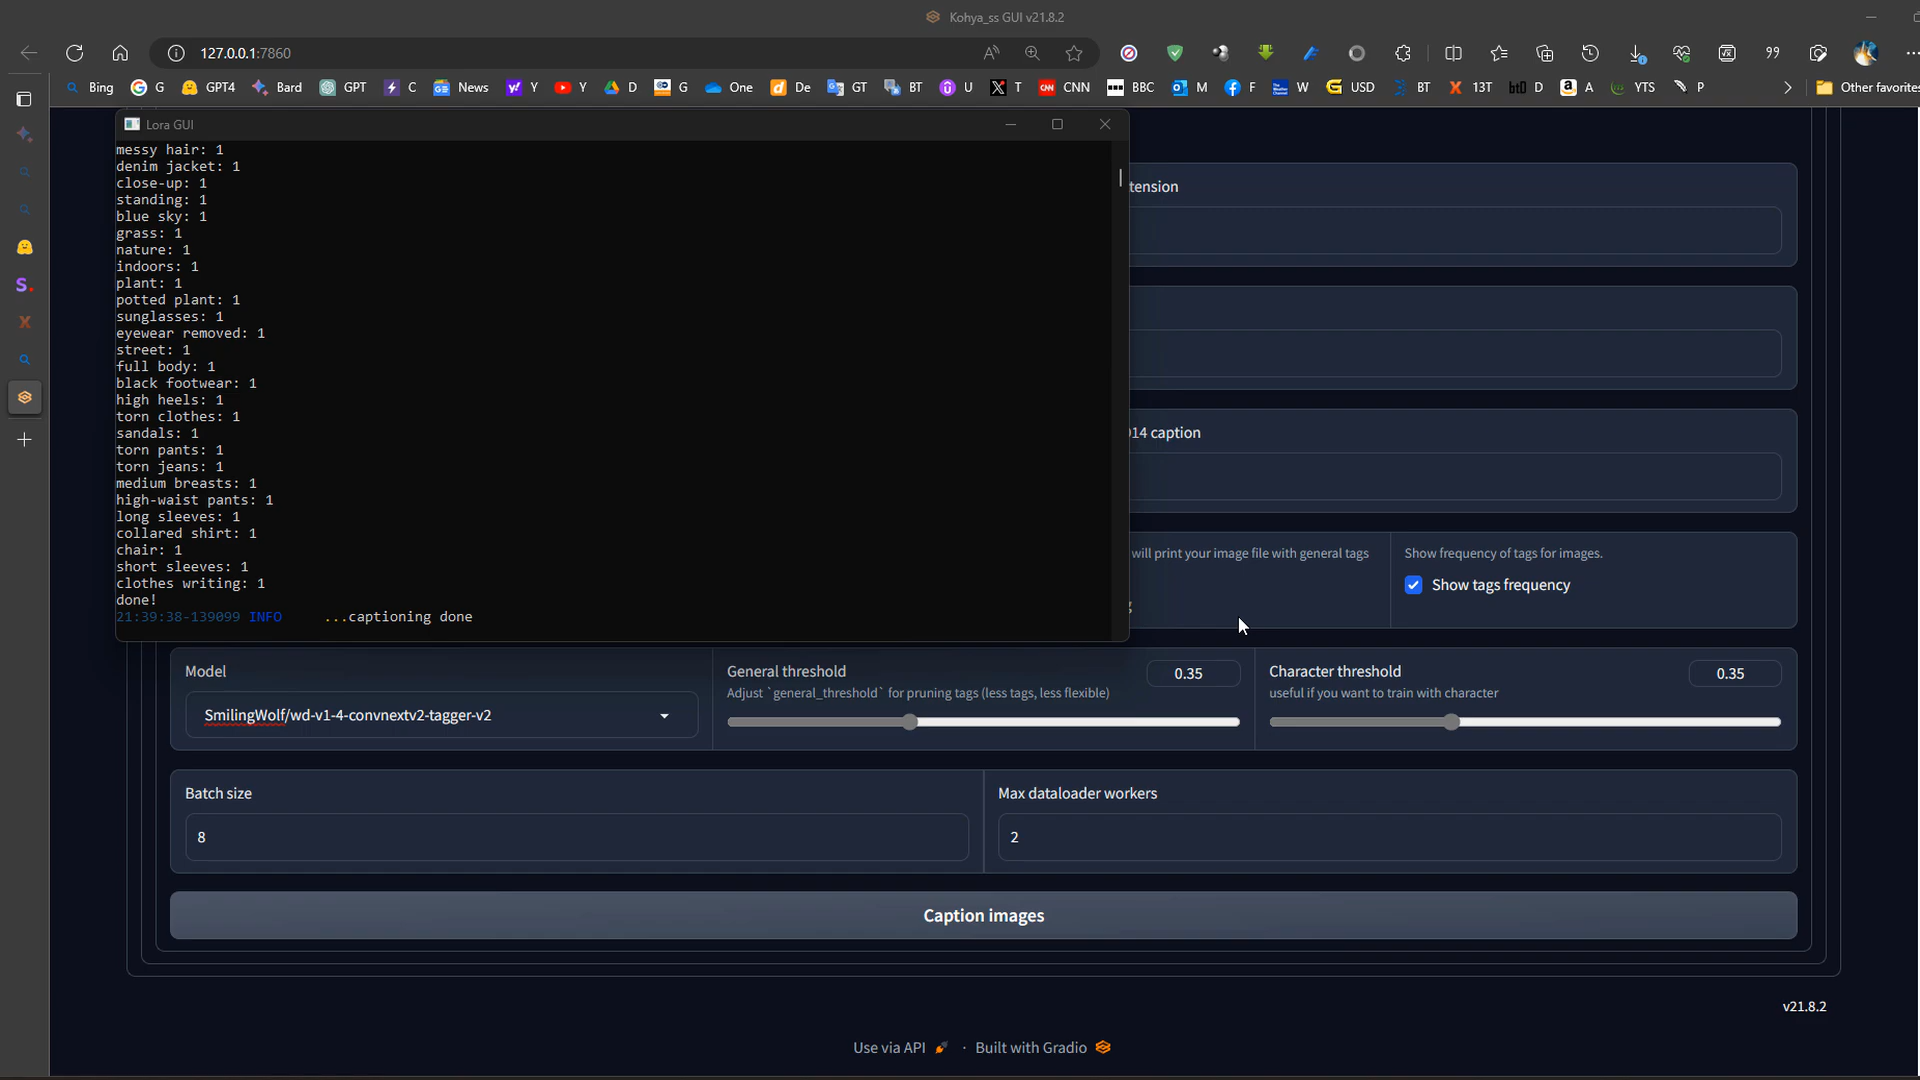 Kohya_ss GUI v21.8.2
127.0.0.1:7860
Bing G GPT4 Bard GPT C News Y Y D G One De GT BT U T CNN BBC M F W USD BT 13T D A YTS P Other favorites
Lora GUI
messy hair: 1
denim jacket: 1
close-up: 1
standing: 1
blue sky: 1
grass: 1
nature: 1
indoors: 1
plant: 1
potted plant: 1
sunglasses: 1
eyewear removed: 1
street: 1
full body: 1
black footwear: 1
high heels: 1
torn clothes: 1
sandals: 1
torn pants: 1
torn jeans: 1
medium breasts: 1
high-waist pants: 1
long sleeves: 1
collared shirt: 1
chair: 1
short sleeves: 1
clothes writing: 1
done!
21:39:38-139099 INFO ...captioning done
tension
014 caption
will print your image file with general tags
Show frequency of tags for images.
Show tags frequency
Model
SmilingWolf/wd-v1-4-convnextv2-tagger-v2
General threshold
0.35
Adjust `general_threshold` for pruning tags (less tags, less flexible)
Character threshold
0.35
useful if you want to train with character
Batch size
8
Max dataloader workers
2
Caption images
v21.8.2
Use via API · Built with Gradio